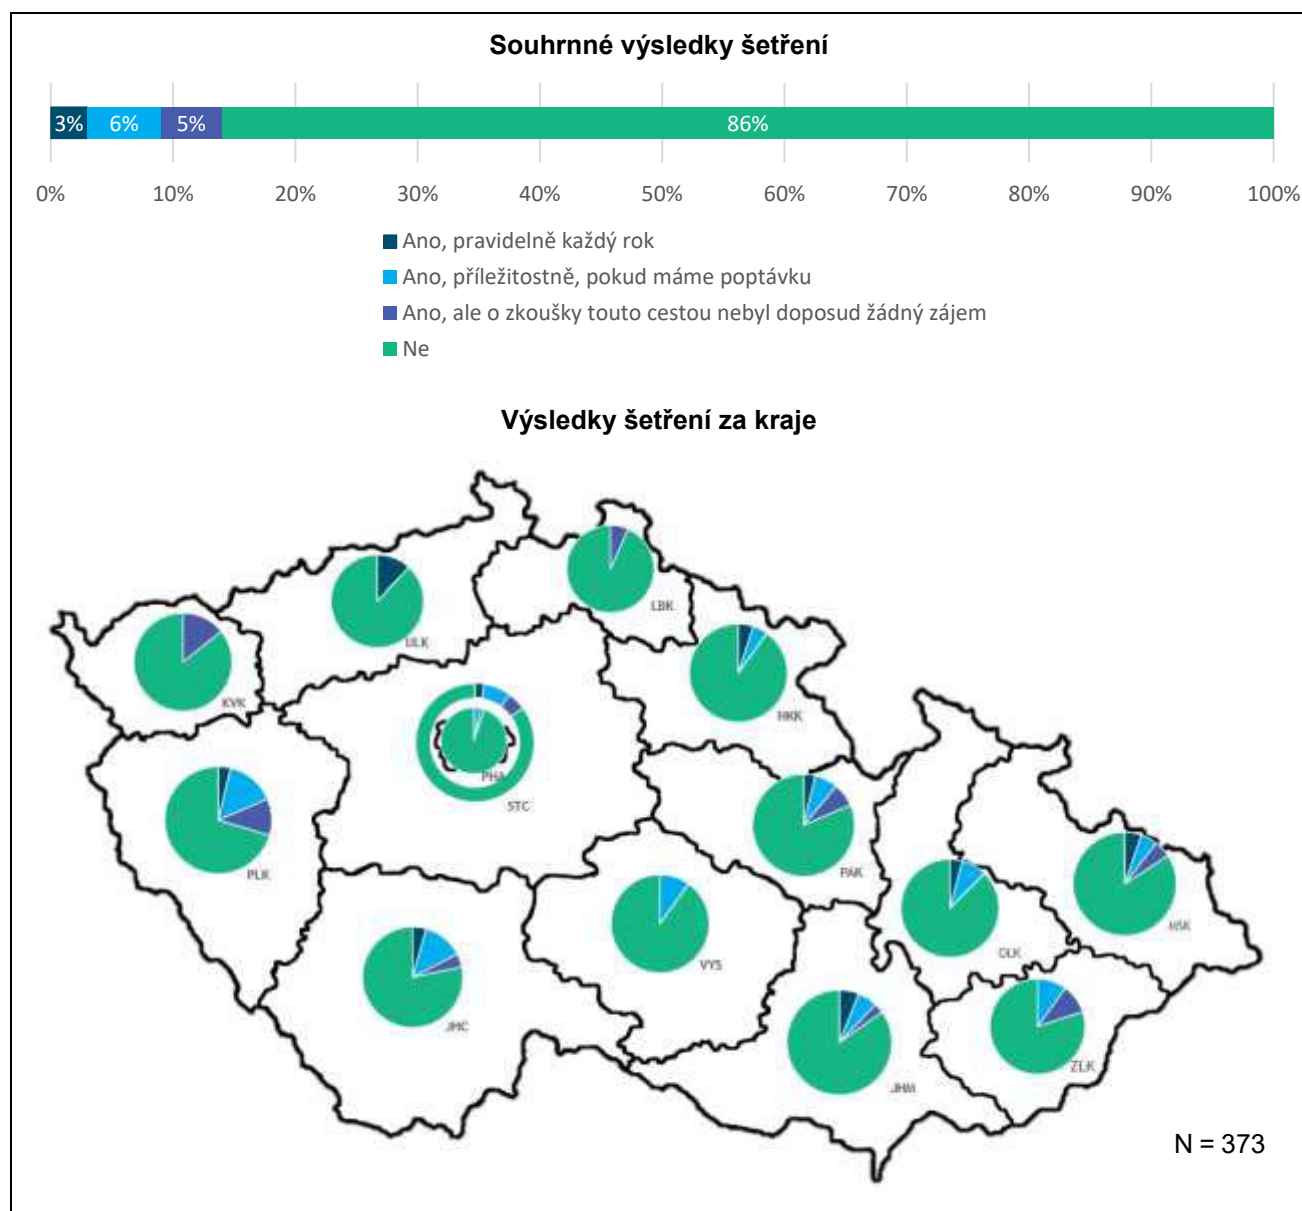 Souhrnné výsledky šetření
3% 6% 5% 86%
0% 10% 20% 30% 40% 50% 60% 70% 80% 90% 100%
Ano, pravidelně každý rok
Ano, příležitostně, pokud máme poptávku
Ano, ale o zkoušky touto cestou nebyl doposud žádný zájem
Ne
Výsledky šetření za kraje
LBK
ULK
KVK
HKK
PHA
STC
PLK
PAK
MSK
OLK
VYS
JHC
ZLK
JHM
N = 373